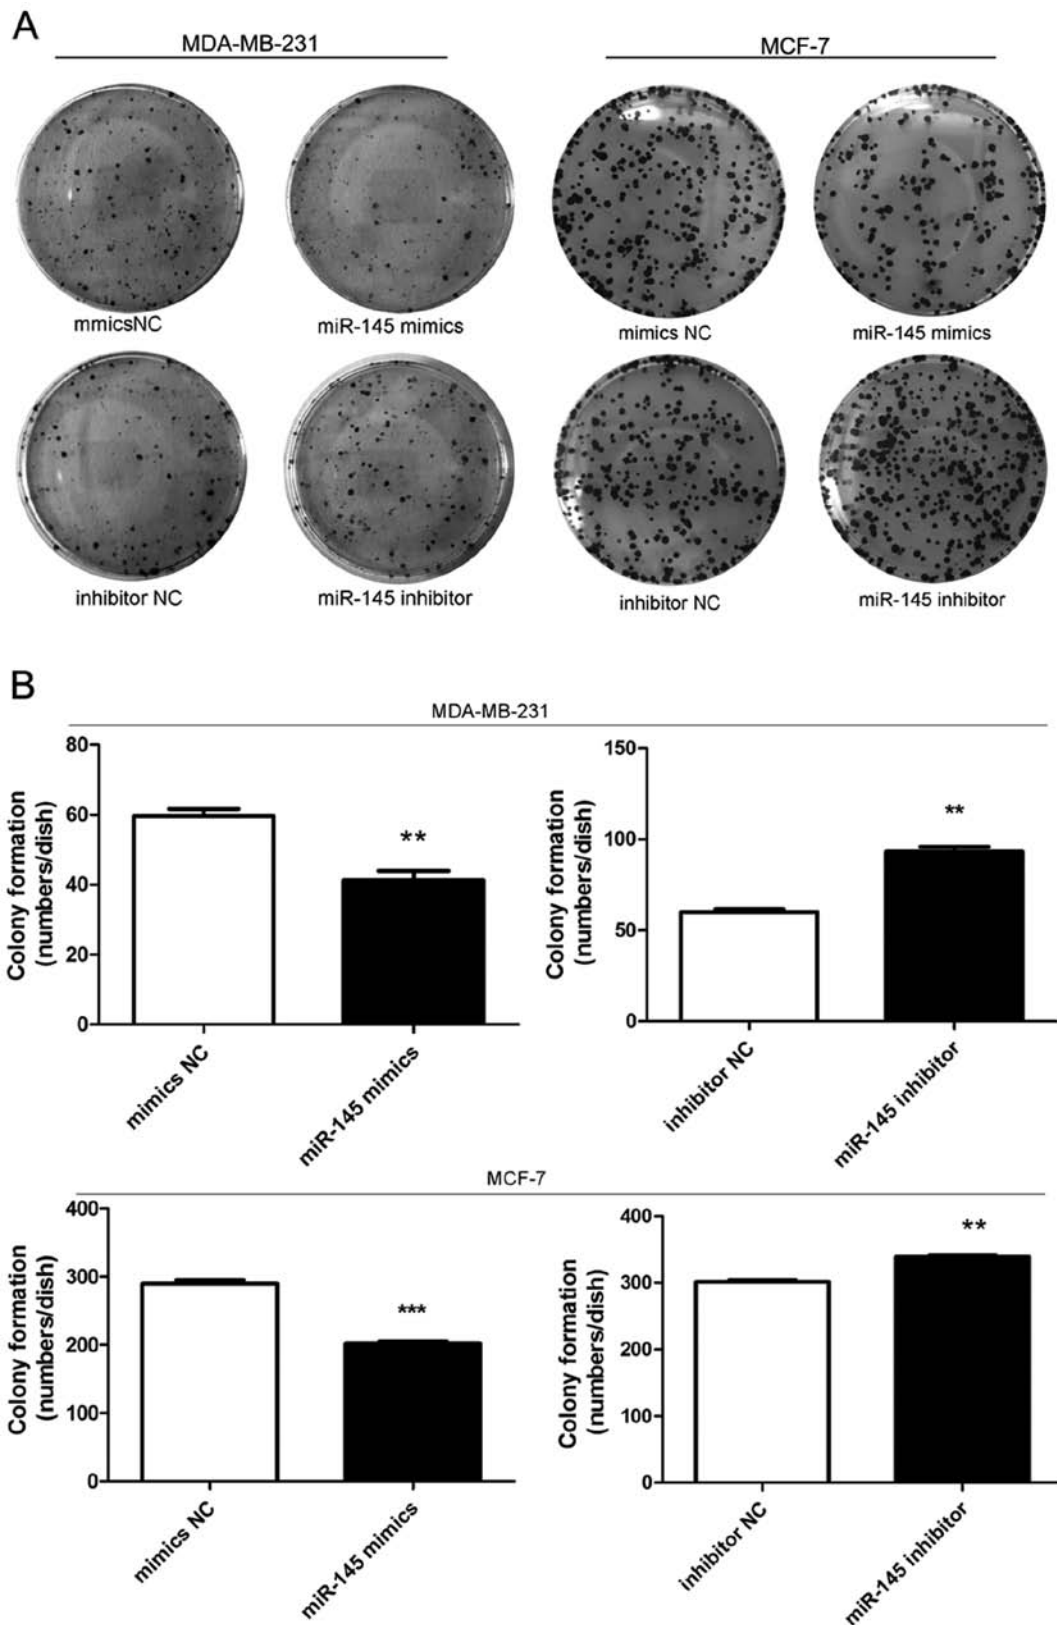 A
MDA-MB-231
MCF-7
mmicsNC
miR-145 mimics
mimics NC
miR-145 mimics
inhibitor NC
miR-145 inhibitor
inhibitor NC
miR-145 inhibitor
B
MDA-MB-231
Colony formation
(numbers/dish)
80
60
40
20
0
**
mimics NC
miR-145 mimics
Colony formation
(numbers/dish)
150
100
50
0
**
inhibitor NC
miR-145 inhibitor
MCF-7
Colony formation
(numbers/dish)
400
300
200
100
0
***
mimics NC
miR-145 mimics
Colony formation
(numbers/dish)
400
300
200
100
0
**
inhibitor NC
miR-145 inhibitor